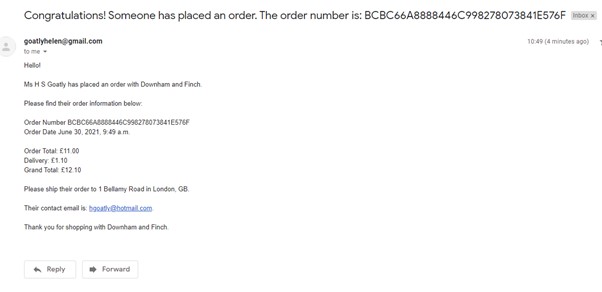 Congratulations! Someone has placed an order. The order number is: BCBC66A8888446C998278073841E576F Inbox x
goatlyhelen@gmail.com 10:49 (4 minutes ago)
to me
Hello!
Ms H S Goatly has placed an order with Downham and Finch.
Please find their order information below:
Order Number BCBC66A8888446C998278073841E576F
Order Date June 30, 2021, 9:49 a.m.
Order Total: £11.00
Delivery: £1.10
Grand Total: £12.10
Please ship their order to 1 Bellamy Road in London, GB.
Their contact email is: hgoatly@hotmail.com.
Thank you for shopping with Downham and Finch.
Reply Forward